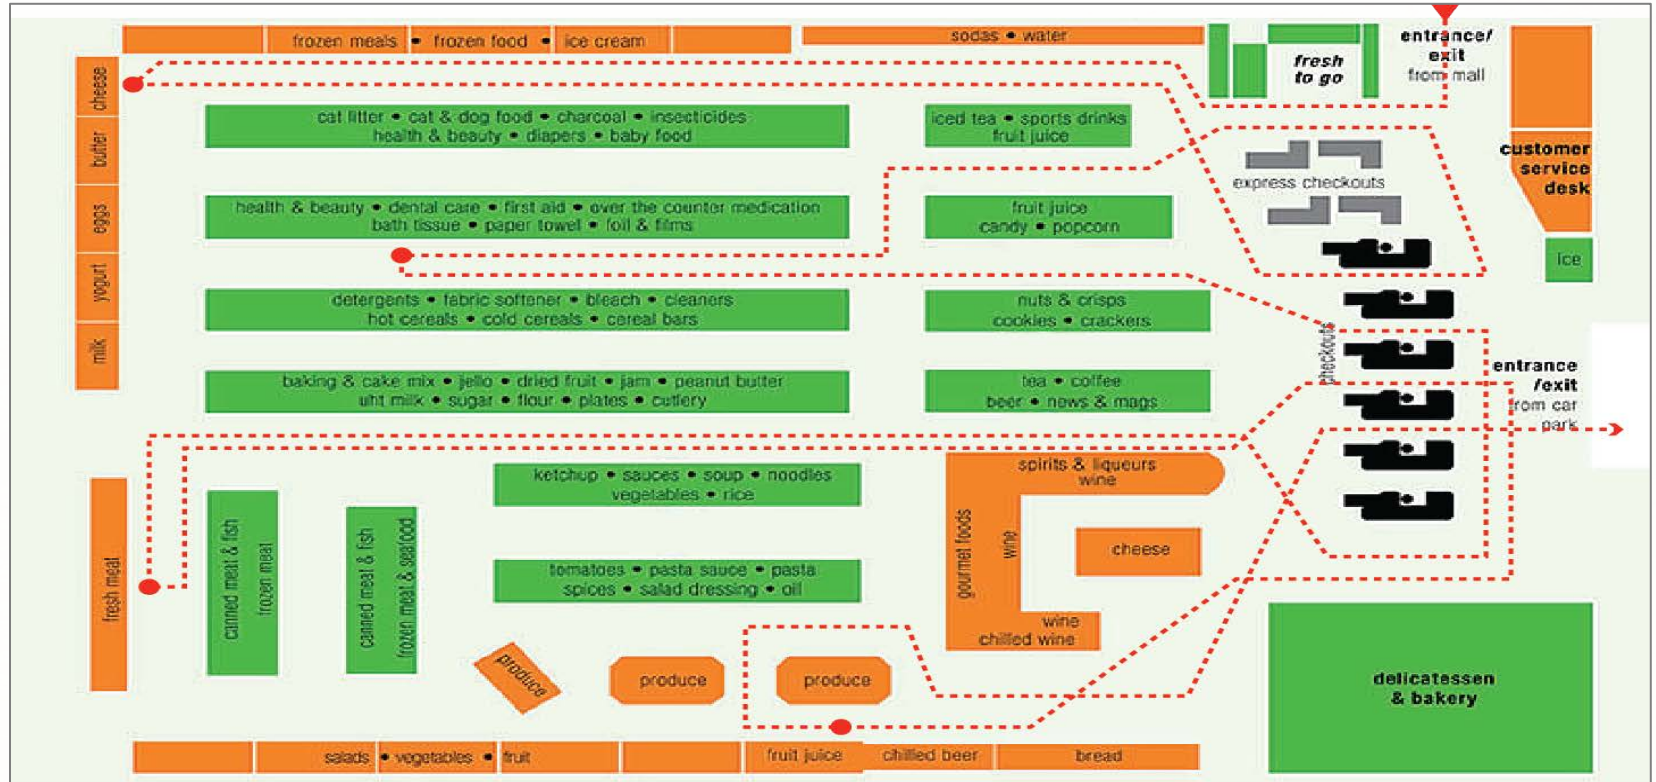 frozen meals • frozen food • ice cream
sodas • water
fresh
to go
entrance/
exit
from mall
cheese
butter
eggs
yogurt
milk
cat litter • cat & dog food • charcoal • insecticides
health & beauty • diapers • baby food
iced tea • sports drinks
fruit juice
express checkouts
customer
service
desk
health & beauty • dental care • first aid • over the counter medication
bath tissue • paper towel • foil & films
fruit juice
candy • popcorn
ice
detergents • fabric softener • bleach • cleaners
hot cereals • cold cereals • cereal bars
nuts & crisps
cookies • crackers
checkouts
baking & cake mix • jello • dried fruit • jam • peanut butter
uht milk • sugar • flour • plates • cutlery
tea • coffee
beer • news & mags
entrance
/exit
from car
park
fresh meat
canned meat & fish
frozen meat
canned meat & fish
frozen meat & seafood
ketchup • sauces • soup • noodles
vegetables • rice
spirits & liqueurs
wine
gourmet foods
wine
cheese
tomatoes • pasta sauce • pasta
spices • salad dressing • oil
wine
chilled wine
produce
produce
produce
delicatessen
& bakery
salads • vegetables • fruit
fruit juice
chilled beer
bread